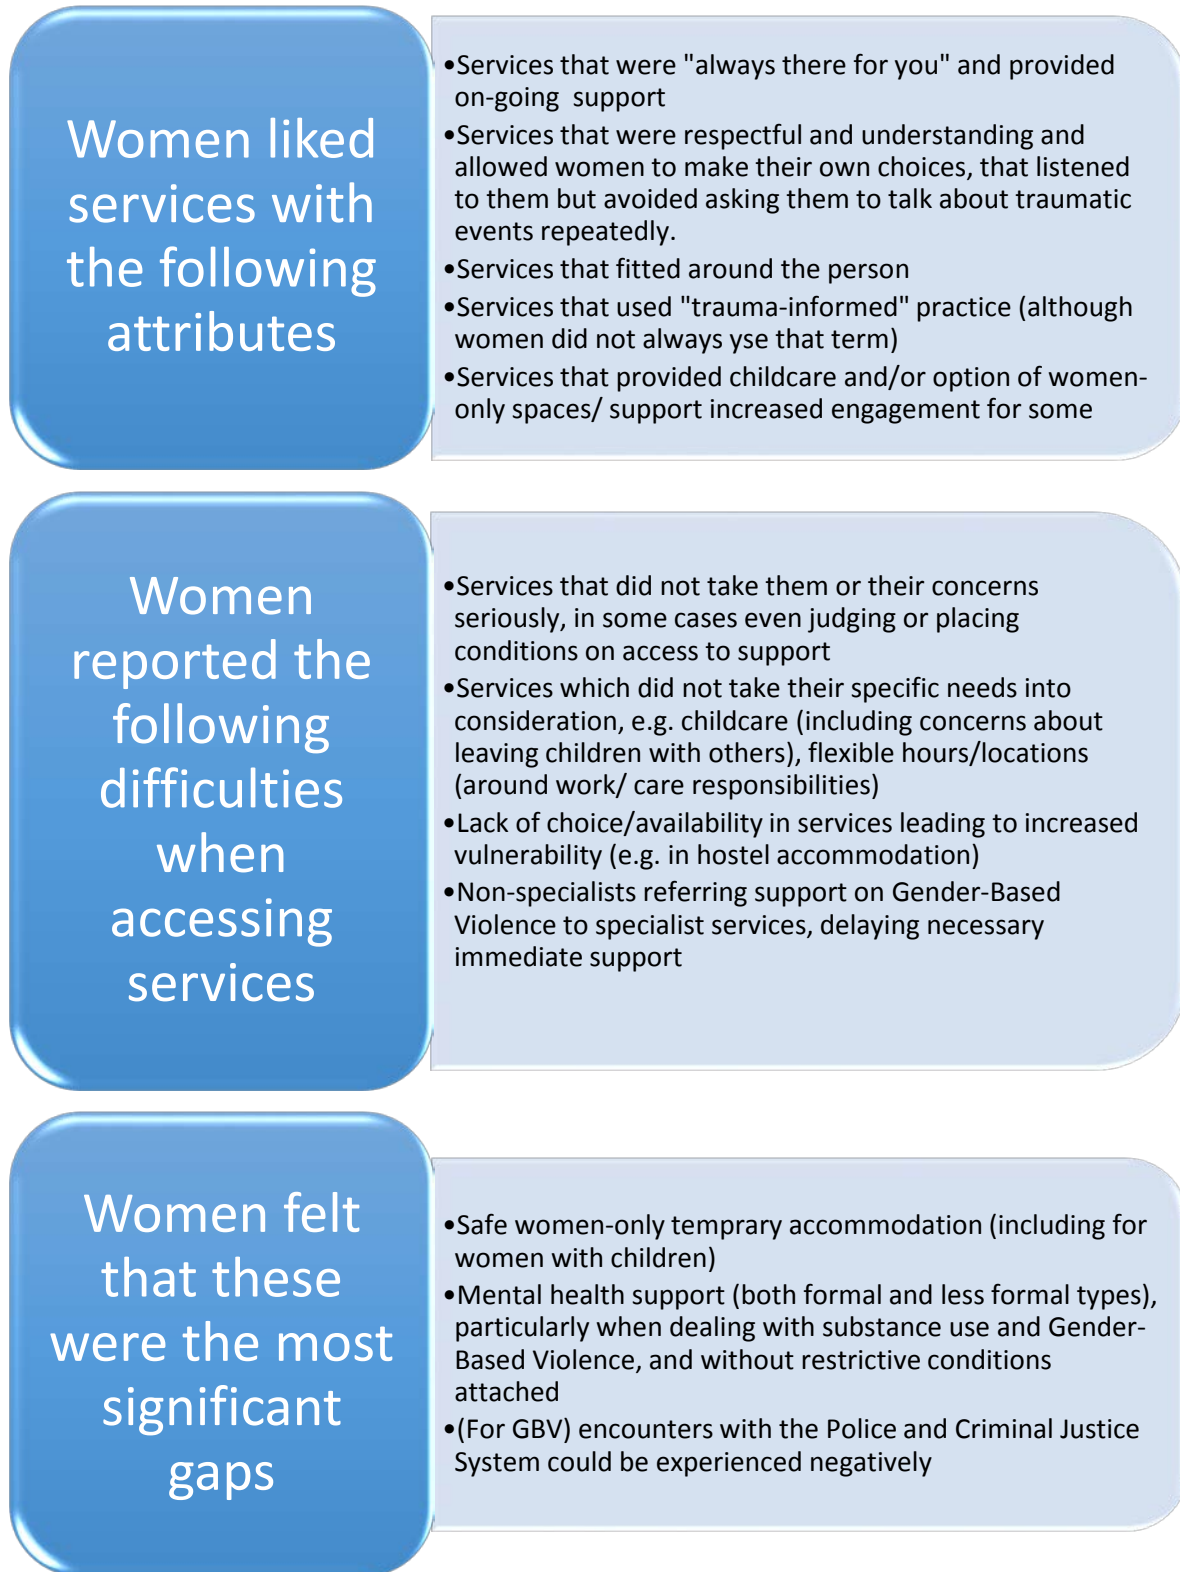 Women liked
services with
the following
attributes
•Services that were "always there for you" and provided
on-going  support
•Services that were respectful and understanding and
allowed women to make their own choices, that listened
to them but avoided asking them to talk about traumatic
events repeatedly.
•Services that fitted around the person
•Services that used "trauma-informed" practice (although
women did not always yse that term)
•Services that provided childcare and/or option of women-
only spaces/ support increased engagement for some
Women
reported the
following
difficulties
when
accessing
services
•Services that did not take them or their concerns
seriously, in some cases even judging or placing
conditions on access to support
•Services which did not take their specific needs into
consideration, e.g. childcare (including concerns about
leaving children with others), flexible hours/locations
(around work/ care responsibilities)
•Lack of choice/availability in services leading to increased
vulnerability (e.g. in hostel accommodation)
•Non-specialists referring support on Gender-Based
Violence to specialist services, delaying necessary
immediate support
Women felt
that these
were the most
significant
gaps
•Safe women-only temprary accommodation (including for
women with children)
•Mental health support (both formal and less formal types),
particularly when dealing with substance use and Gender-
Based Violence, and without restrictive conditions
attached
•(For GBV) encounters with the Police and Criminal Justice
System could be experienced negatively